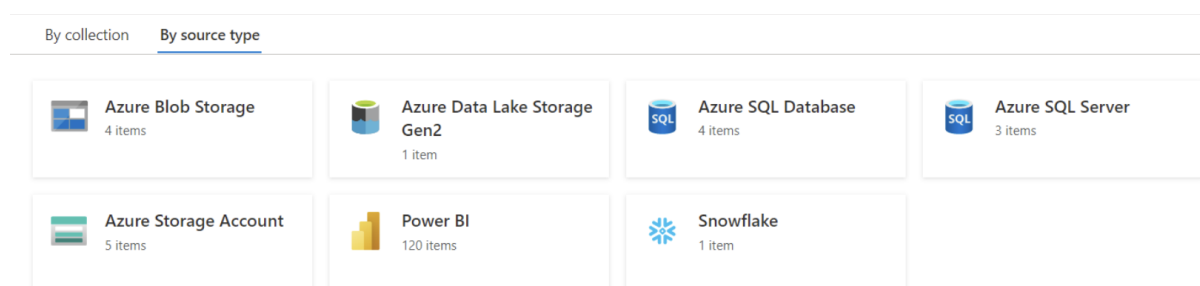 By collection
By source type
Azure Blob Storage
4 items
Azure Data Lake Storage
Gen2
1 item
SQL
Azure SQL Database
4 items
SQL
Azure SQL Server
3 items
Azure Storage Account
5 items
Power BI
120 items
Snowflake
1 item